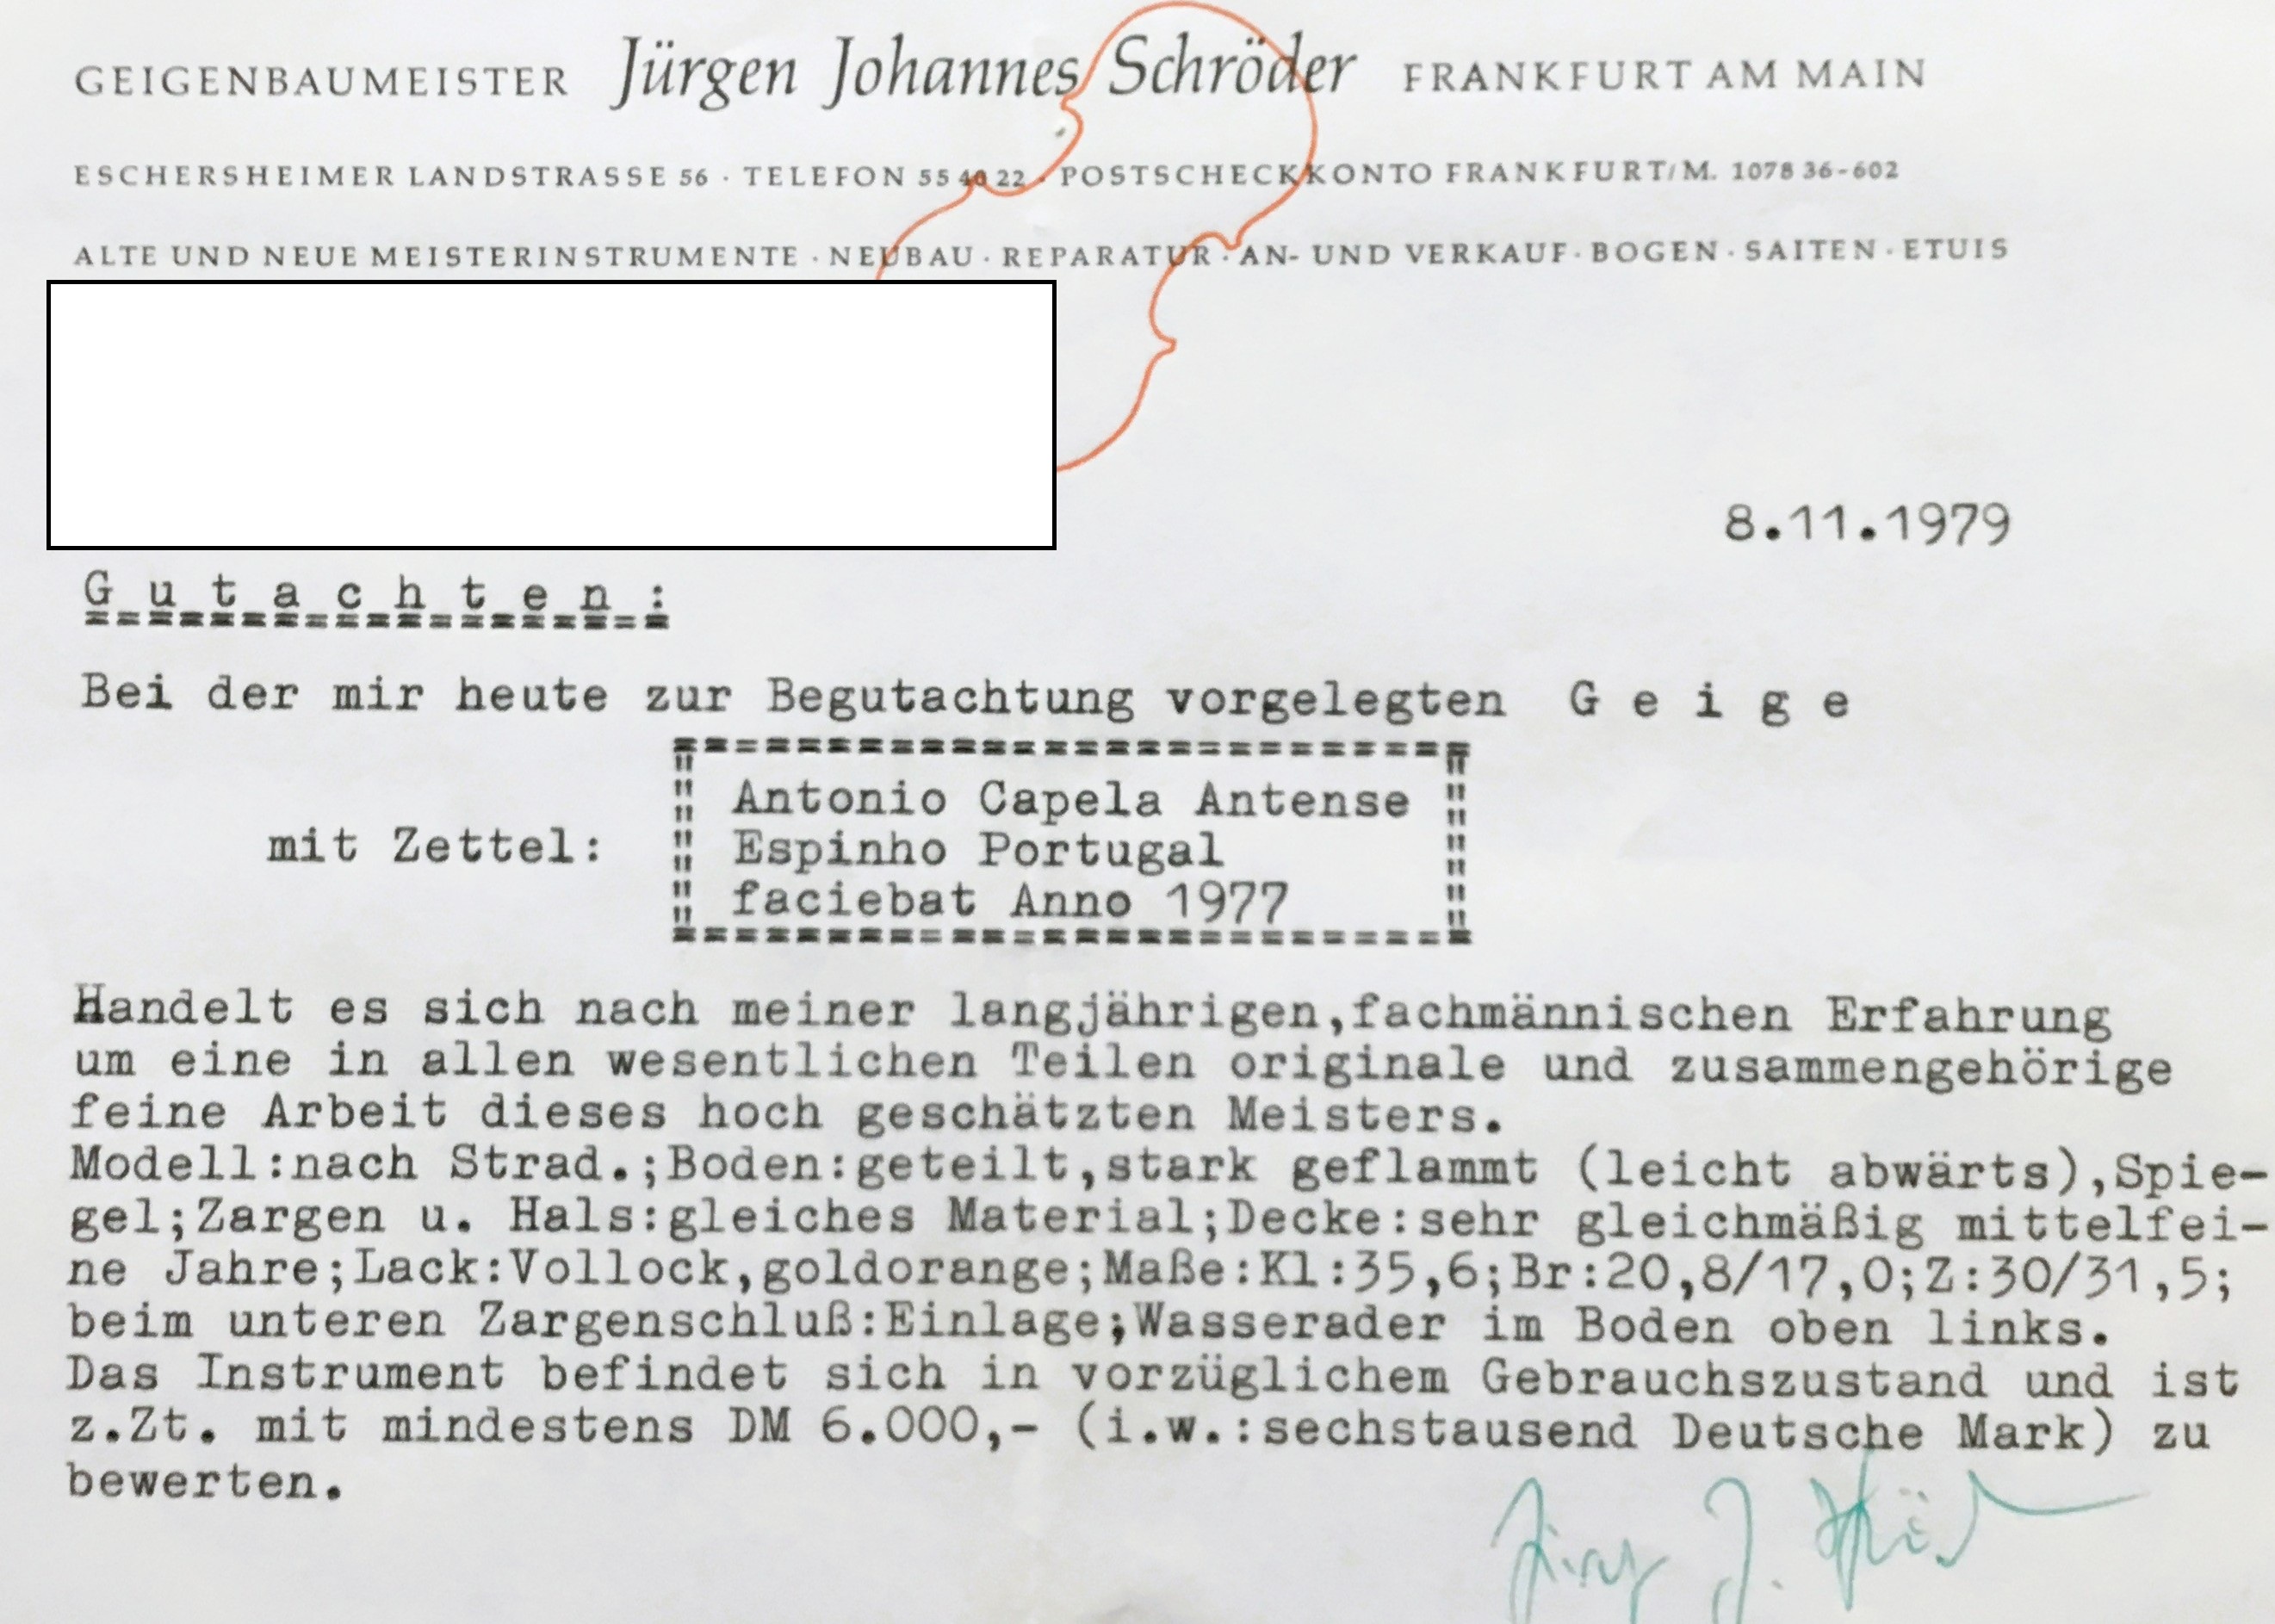 GEIGENBAUMEISTER Jürgen Johannes Schröder FRANKFURT AM MAIN
ESCHERSHEIMER LANDSTRASSE 56 · TELEFON 55 40 22 · POSTSCHECKKONTO FRANKFURT/M. 1078 36-602
ALTE UND NEUE MEISTERINSTRUMENTE · NEUBAU · REPARATUR · AN- UND VERKAUF · BOGEN · SAITEN · ETUIS
8.11.1979
G u t a c h t e n :
Bei der mir heute zur Begutachtung vorgelegten G e i g e
mit Zettel:
Antonio Capela Antense
Espinho Portugal
faciebat Anno 1977
Handelt es sich nach meiner langjährigen,fachmännischen Erfahrung
um eine in allen wesentlichen Teilen originale und zusammengehörige
feine Arbeit dieses hoch geschätzten Meisters.
Modell:nach Strad.;Boden:geteilt,stark geflammt (leicht abwärts),Spie-
gel;Zargen u. Hals:gleiches Material;Decke:sehr gleichmäßig mittelfei-
ne Jahre;Lack:Vollock,goldorange;Maße:Kl:35,6;Br:20,8/17,0;Z:30/31,5;
beim unteren Zargenschluß:Einlage;Wasserader im Boden oben links.
Das Instrument befindet sich in vorzüglichem Gebrauchszustand und ist
z.Zt. mit mindestens DM 6.000,- (i.w.:sechstausend Deutsche Mark) zu
bewerten.